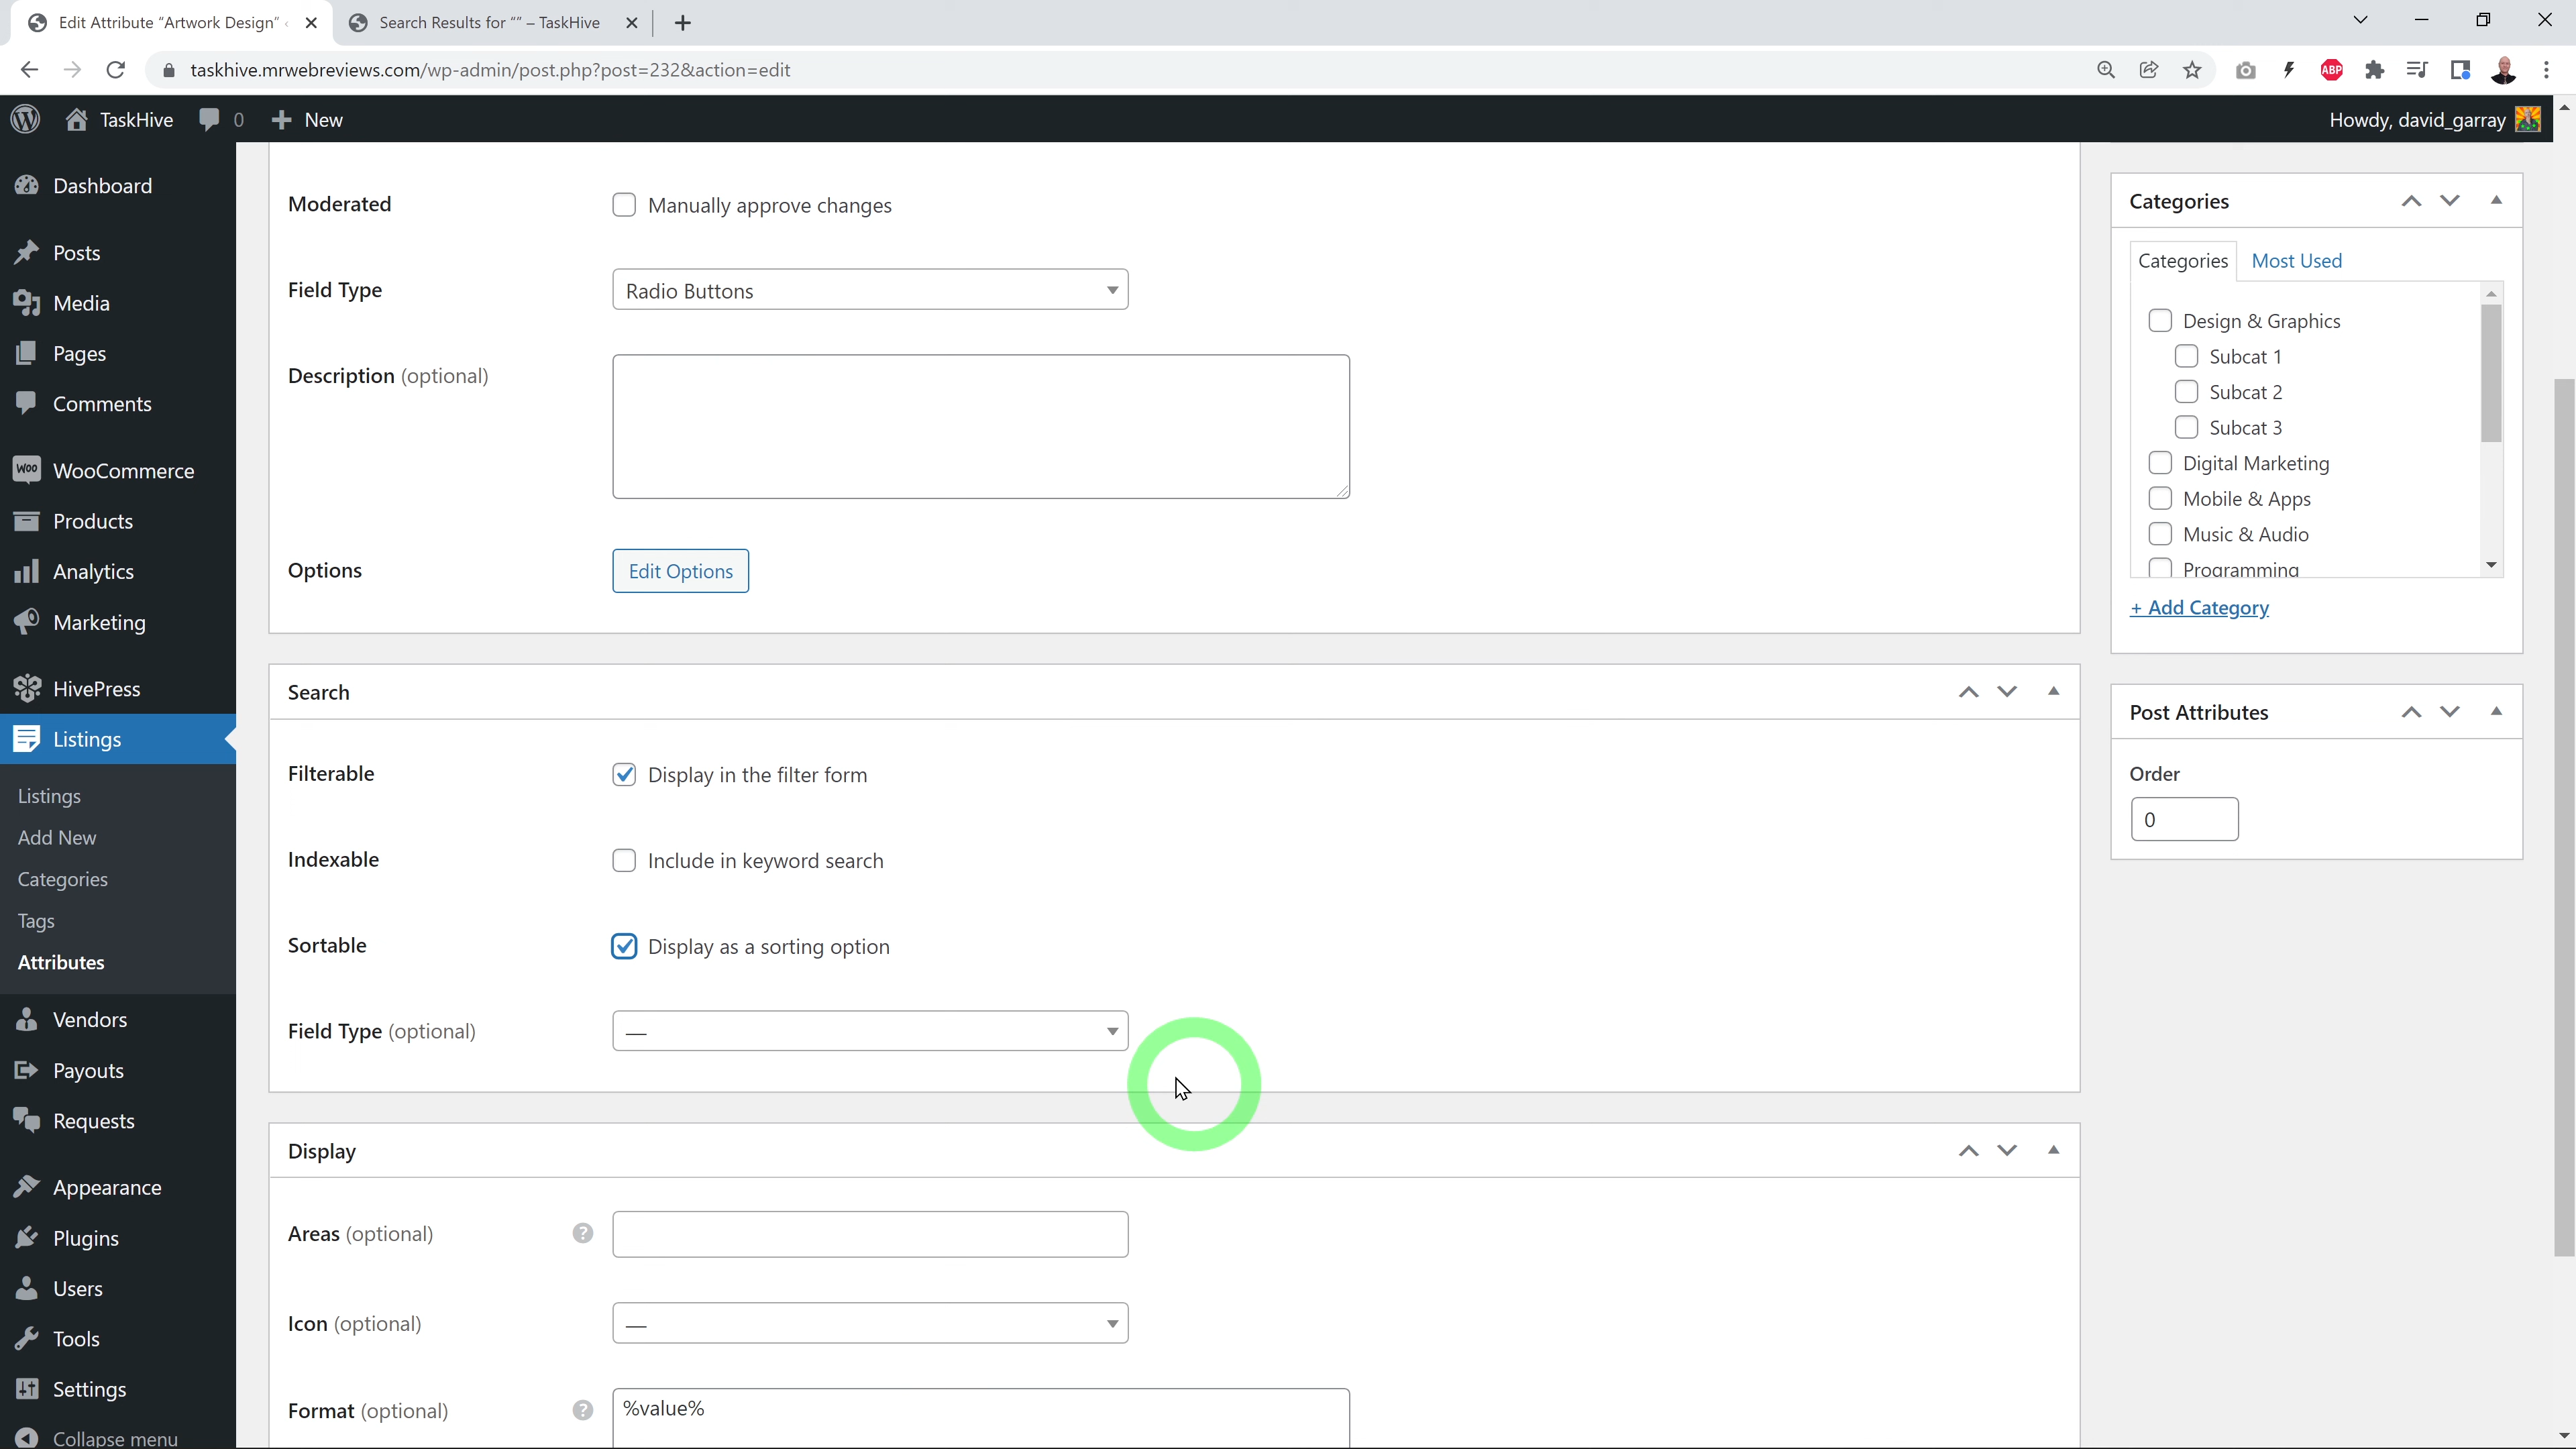 Edit Attribute “Artwork Design”
Search Results for “” – TaskHive
taskhive.mrwebreviews.com/wp-admin/post.php?post=232&action=edit
ABP
TaskHive
0
New
Howdy, david_garray
Dashboard
Posts
Media
Pages
Comments
Woo
WooCommerce
Products
Analytics
Marketing
HivePress
Listings
Listings
Add New
Categories
Tags
Attributes
Vendors
Payouts
Requests
Appearance
Plugins
Users
Tools
Settings
Collapse menu
Moderated
Manually approve changes
Field Type
Radio Buttons
Description (optional)
Options
Edit Options
Search
Filterable
Display in the filter form
Indexable
Include in keyword search
Sortable
Display as a sorting option
Field Type (optional)
—
Display
Areas (optional)
?
Icon (optional)
—
Format (optional)
?
%value%
Categories
Categories
Most Used
Design & Graphics
Subcat 1
Subcat 2
Subcat 3
Digital Marketing
Mobile & Apps
Music & Audio
Programming
+ Add Category
Post Attributes
Order
0